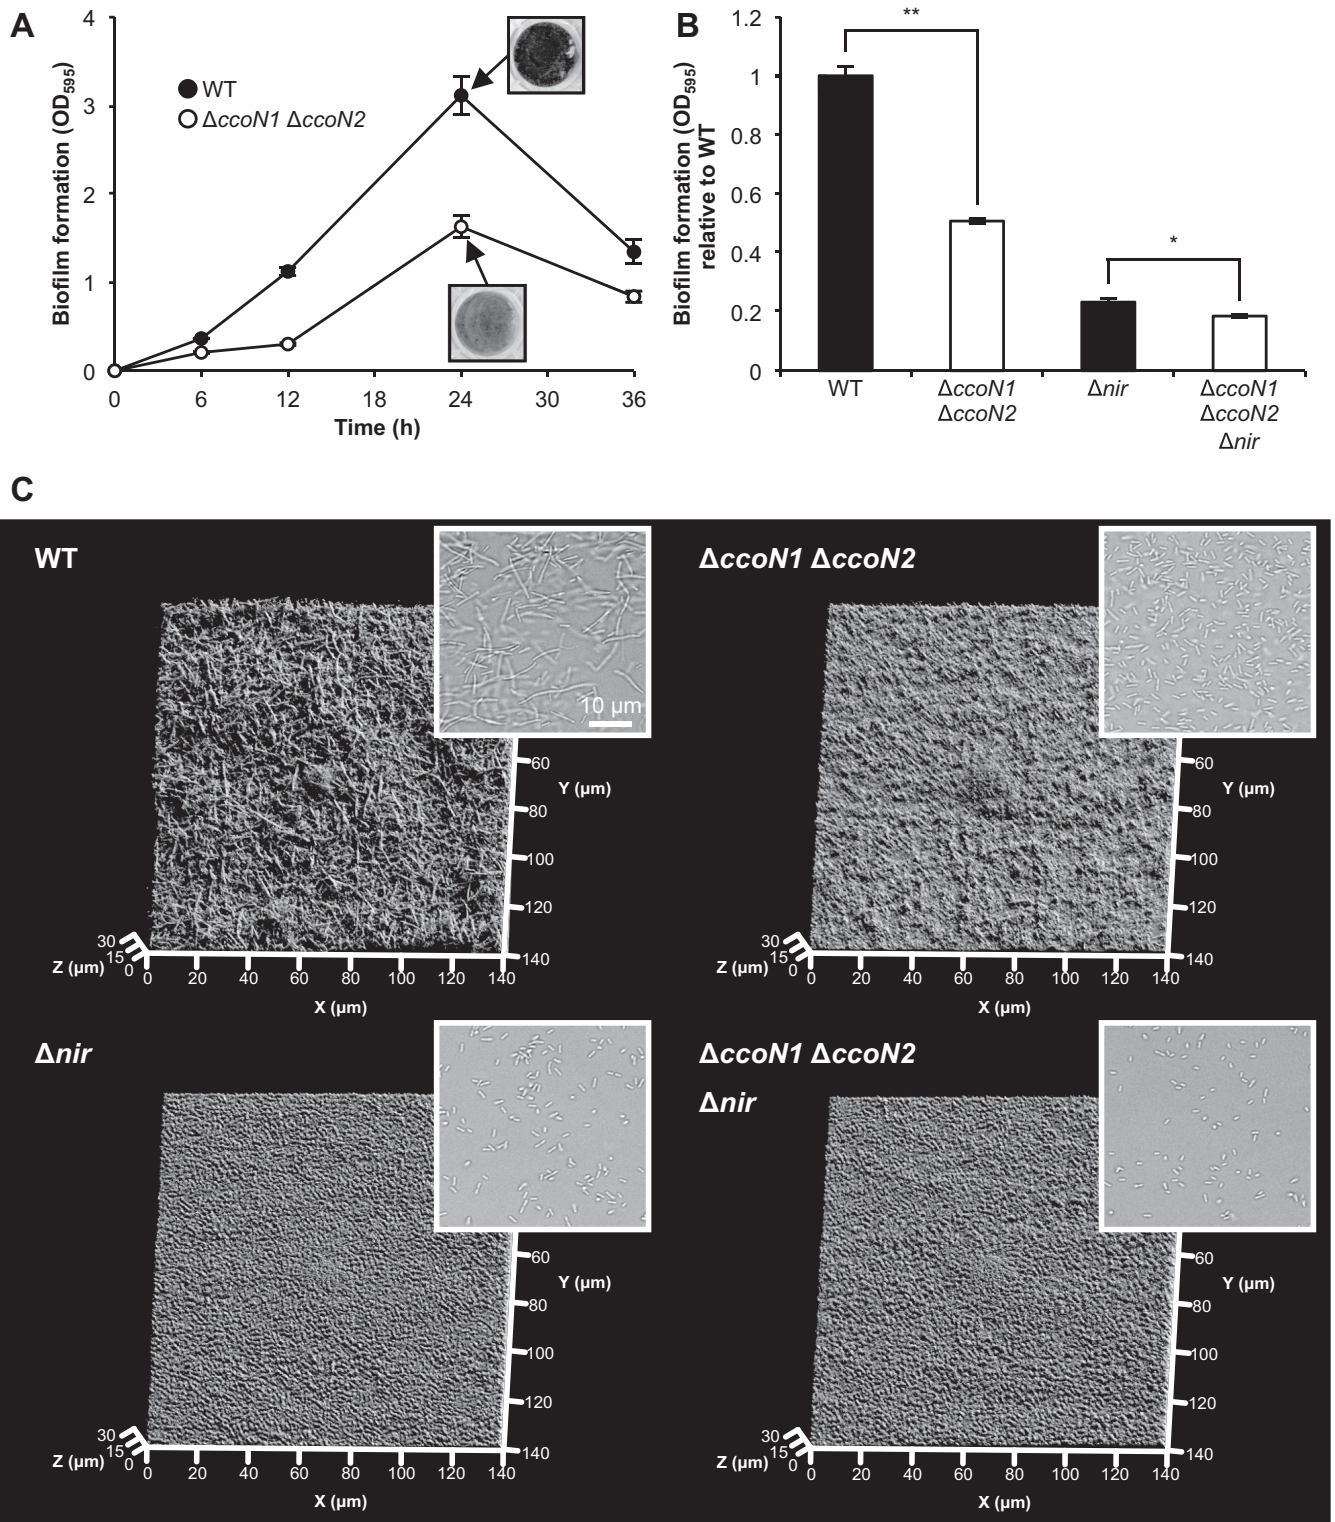 A
4
3
2
1
0
Biofilm formation (OD595)
WT
ΔccoN1 ΔccoN2
0 6 12 18 24 30 36
Time (h)
B
1.2
1
0.8
0.6
0.4
0.2
0
Biofilm formation (OD595)
relative to WT
**
*
WT
ΔccoN1
ΔccoN2
Δnir
ΔccoN1
ΔccoN2
Δnir
C
WT
10 μm
60
Y (μm)
80
100
120
140
30
15
0
Z (μm)
0 20 40 60 80 100 120 140
X (μm)
ΔccoN1 ΔccoN2
60
Y (μm)
80
100
120
140
30
15
0
Z (μm)
0 20 40 60 80 100 120 140
X (μm)
Δnir
60
Y (μm)
80
100
120
140
30
15
0
Z (μm)
0 20 40 60 80 100 120 140
X (μm)
ΔccoN1 ΔccoN2
Δnir
60
Y (μm)
80
100
120
140
30
15
0
Z (μm)
0 20 40 60 80 100 120 140
X (μm)